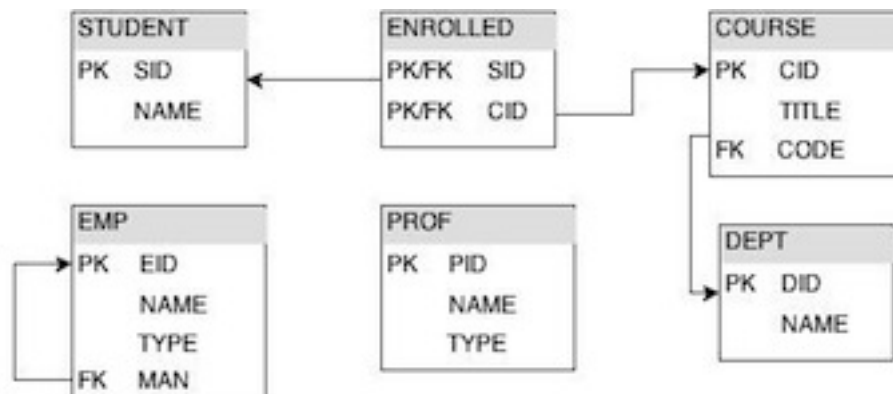 STUDENT
PK SID
NAME
ENROLLED
PK/FK SID
PK/FK CID
COURSE
PK CID
TITLE
FK CODE
EMP
PK EID
NAME
TYPE
FK MAN
PROF
PK PID
NAME
TYPE
DEPT
PK DID
NAME